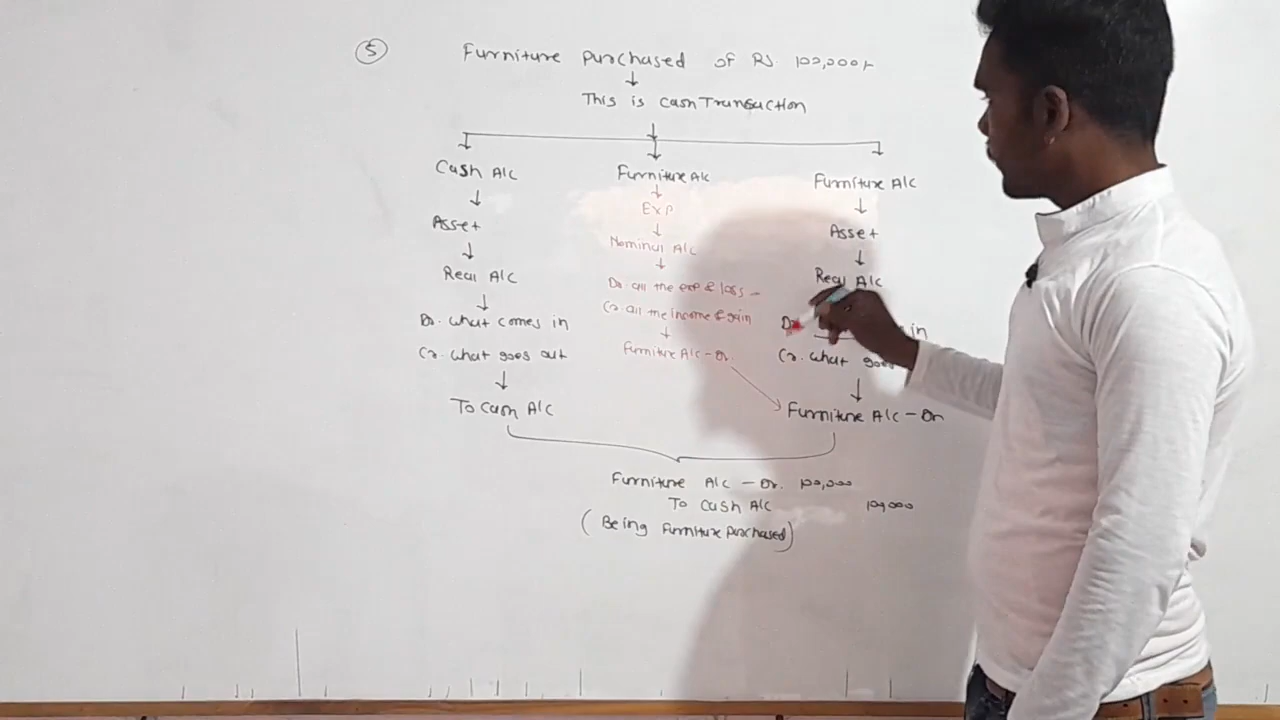 5 Furniture purchased of Rs. 100,000/-
This is cash Transaction
Cash A/c
Asset
Real A/c
Dr. what comes in
Cr. what goes out
To cash A/c
Furniture A/c
Exp
Nominal A/c
Dr. all the exp & loss -
Cr. all the income & gain
Furniture A/c - Dr.
Furniture A/c
Asset
Real A/c
Dr. in
Cr. what goes
Furniture A/c - Dr
Furniture A/c - Dr. 100,000
To cash A/c 100,000
(Being Furniture purchased)